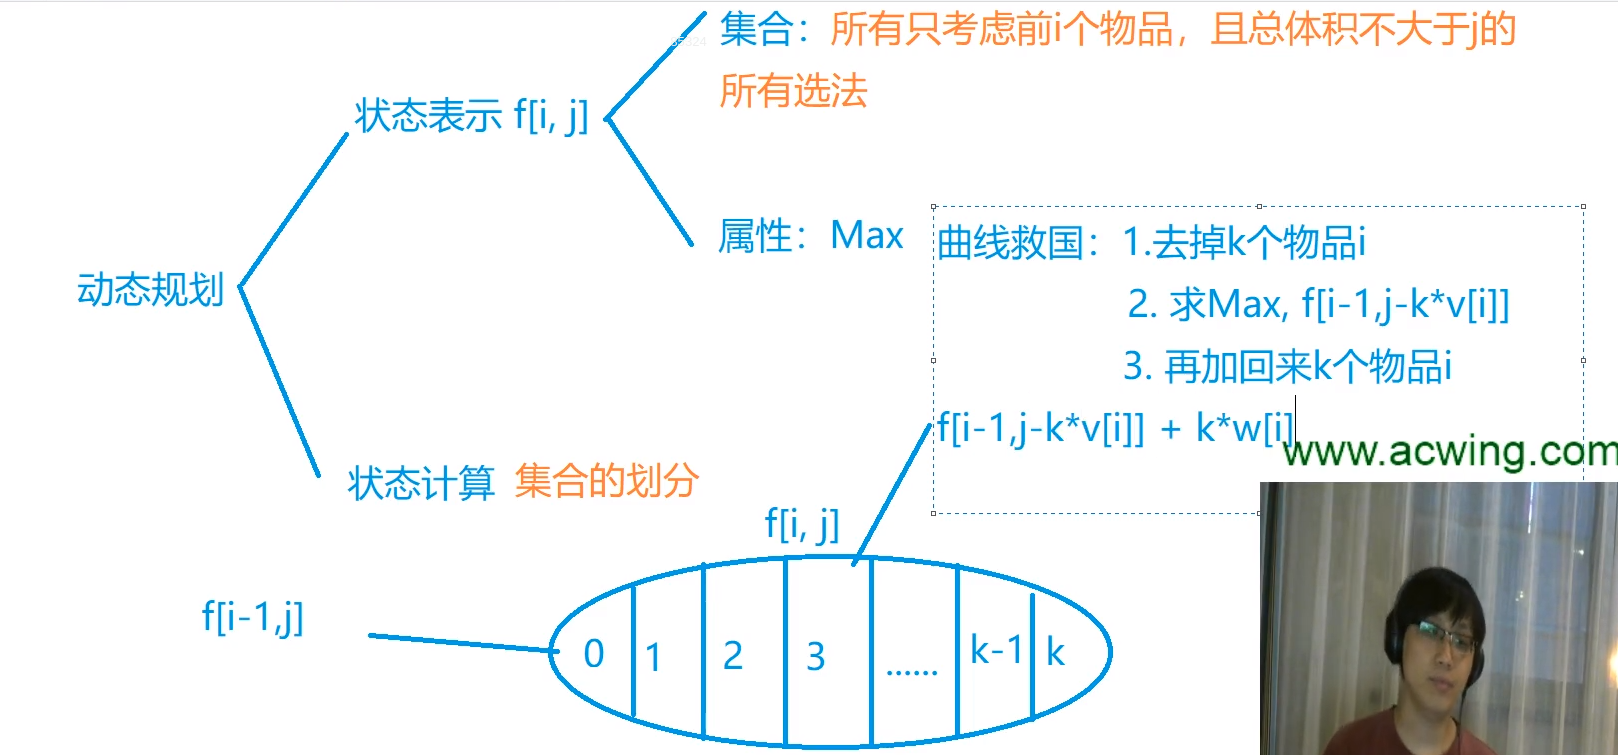 集合：所有只考虑前i个物品，且总体积不大于j的
所有选法
状态表示 f[i, j]
属性：Max
曲线救国：1.去掉k个物品i
2. 求Max, f[i-1,j-k*v[i]]
3. 再加回来k个物品i
f[i-1,j-k*v[i]] + k*w[i]
动态规划
www.acwing.com
状态计算 集合的划分
f[i, j]
f[i-1,j]
0 1 2 3 ...... k-1 k